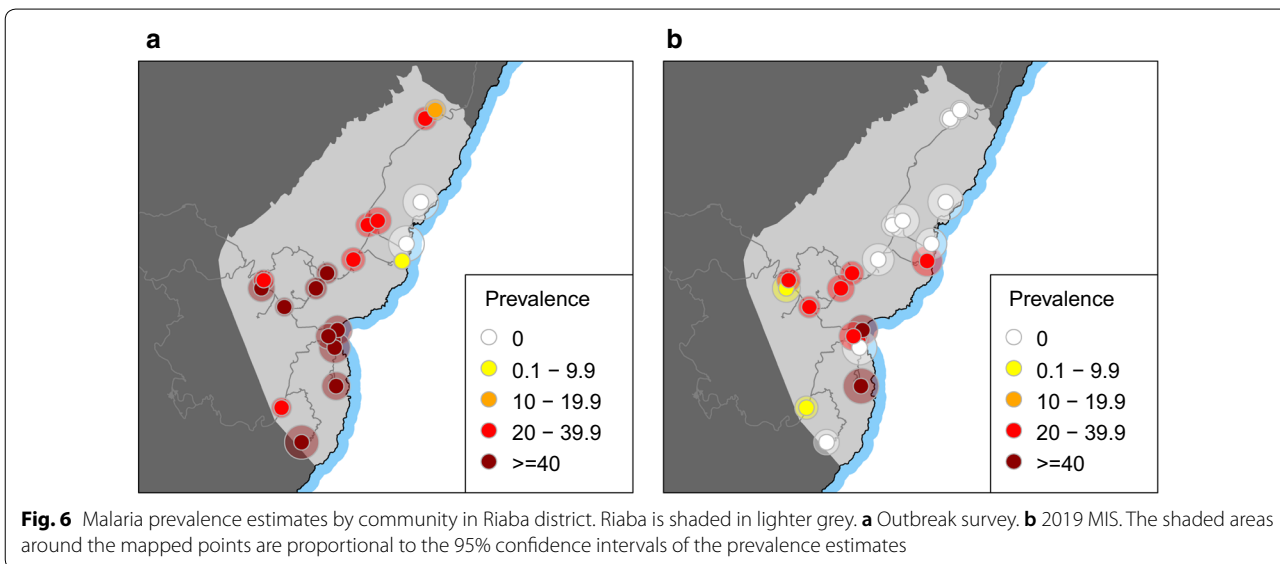 a
b
Prevalence
0
0.1 – 9.9
10 – 19.9
20 – 39.9
>=40
Prevalence
0
0.1 – 9.9
10 – 19.9
20 – 39.9
>=40
Fig. 6 Malaria prevalence estimates by community in Riaba district. Riaba is shaded in lighter grey. a Outbreak survey. b 2019 MIS. The shaded areas
around the mapped points are proportional to the 95% confidence intervals of the prevalence estimates